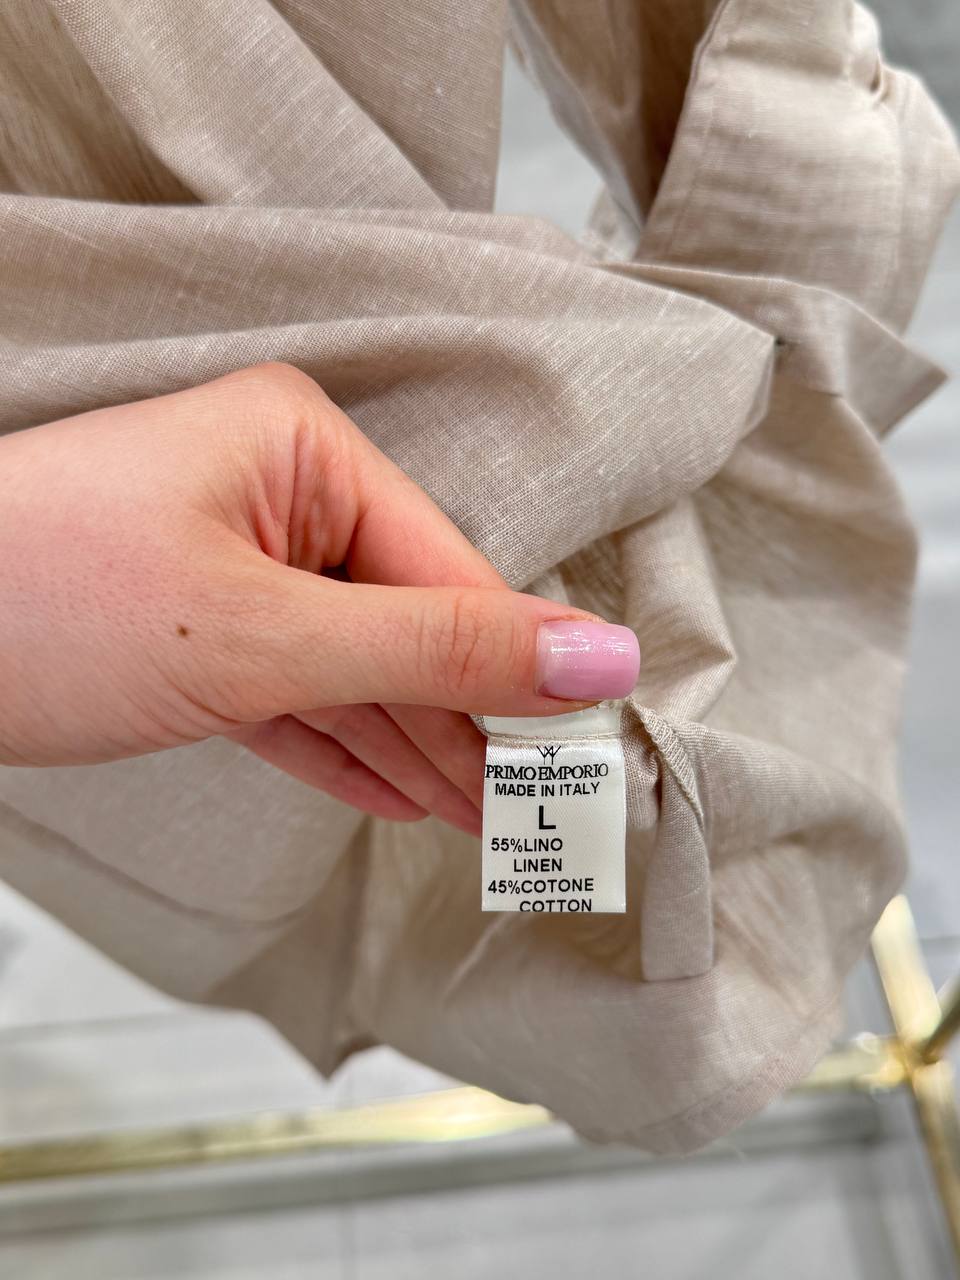 PRIMO EMPORIO
MADE IN ITALY
L
55%LINO
LINEN
45%COTONE
COTTON